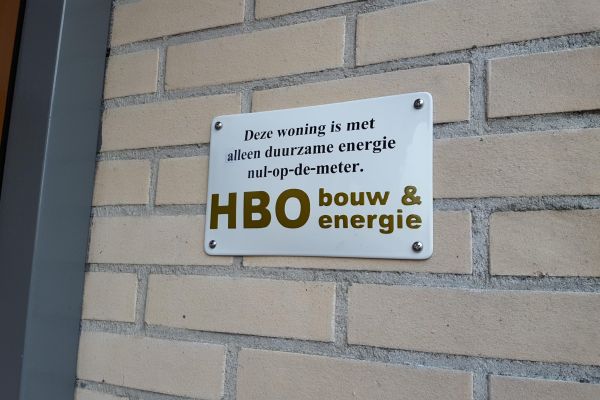 Deze woning is met
alleen duurzame energie
nul-op-de-meter.
HBO bouw &
energie